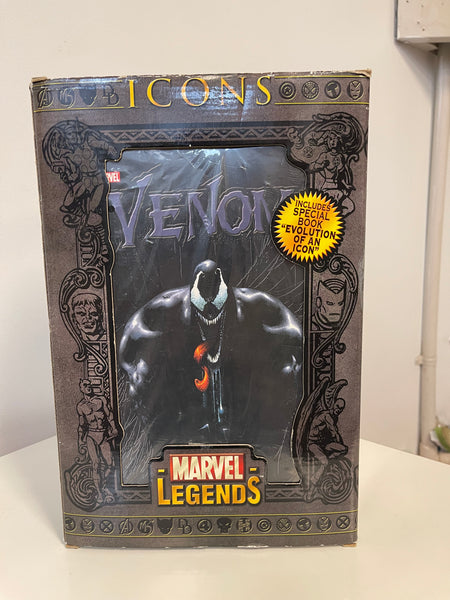 ICONS
MARVEL
VENOM
INCLUDES
SPECIAL
BOOK
"EVOLUTION
OF AN
ICON"
MARVEL
LEGENDS